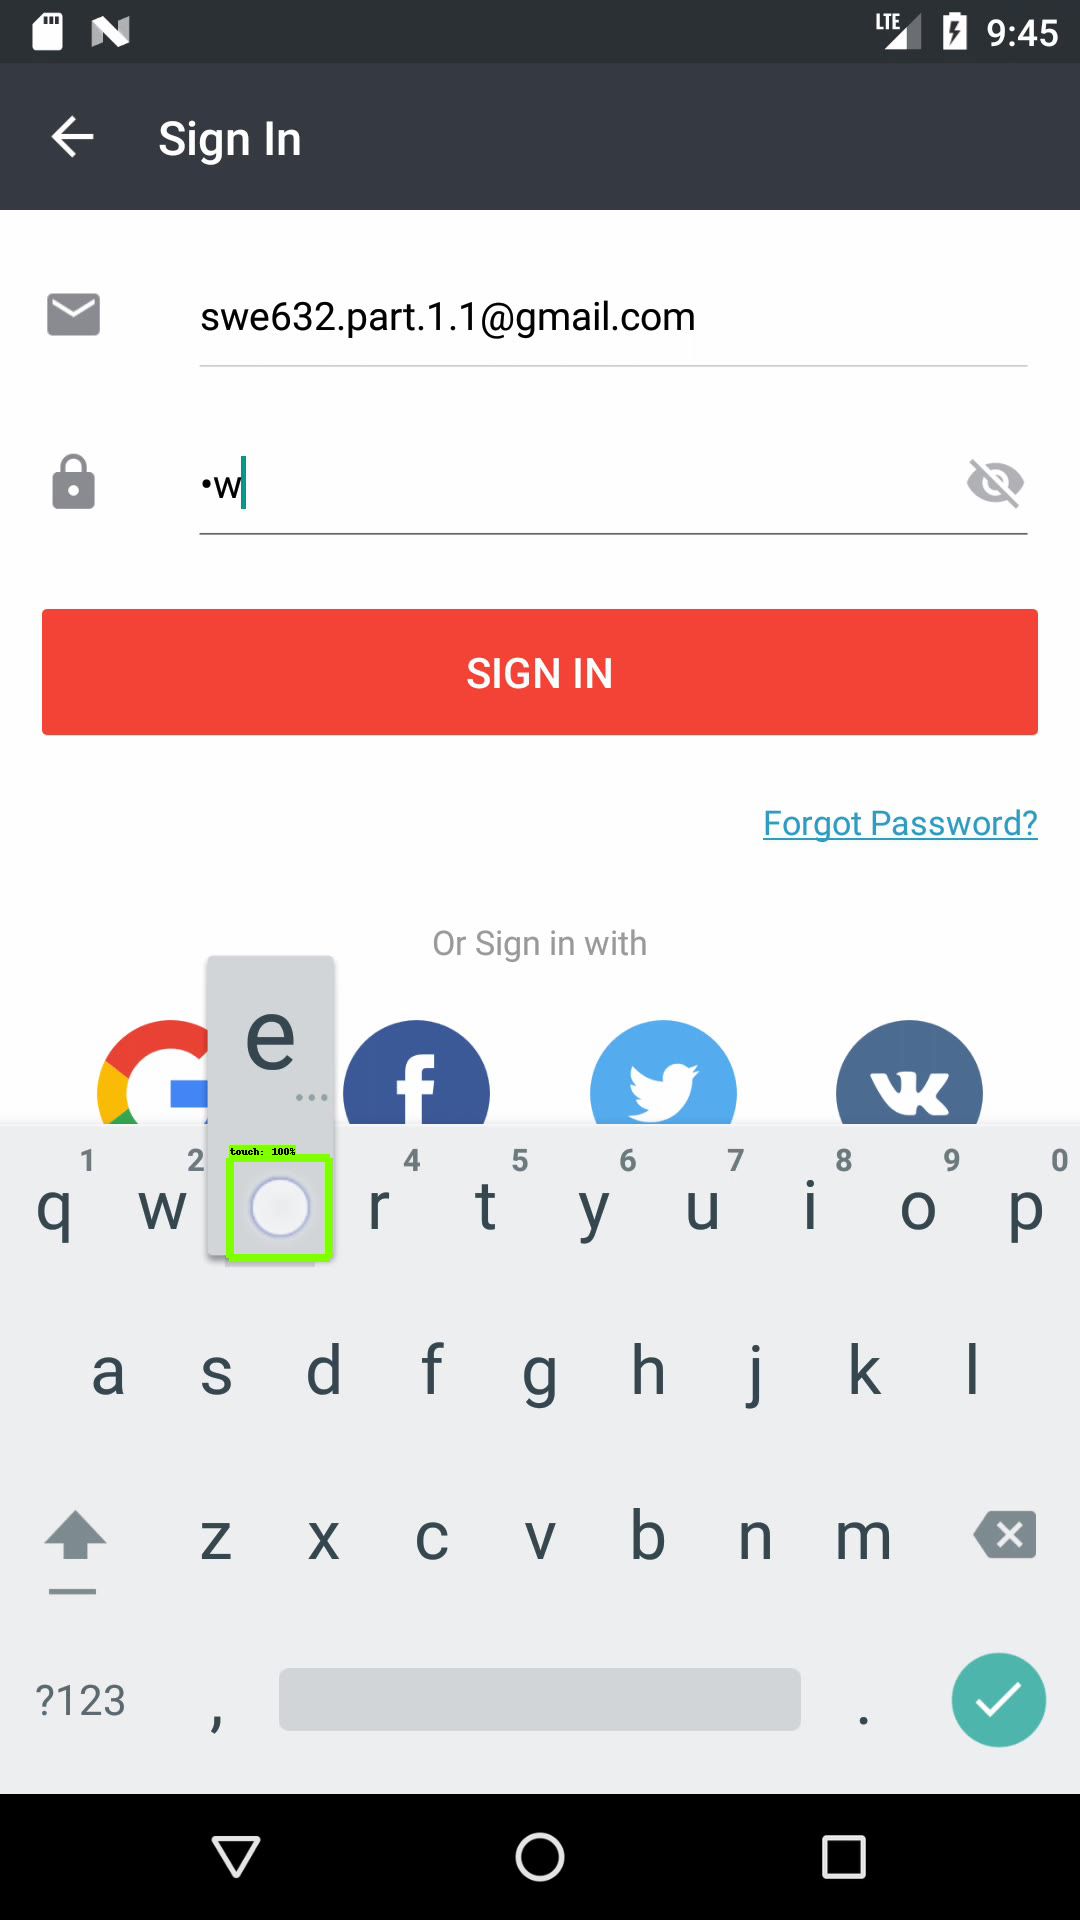 LTE 9:45
Sign In
swe632.part.1.1@gmail.com
•w
SIGN IN
Forgot Password?
Or Sign in with
e
...
touch: 100%
1 2 4 5 6 7 8 9 0
q w r t y u i o p
a s d f g h j k l
z x c v b n m
?123 , .